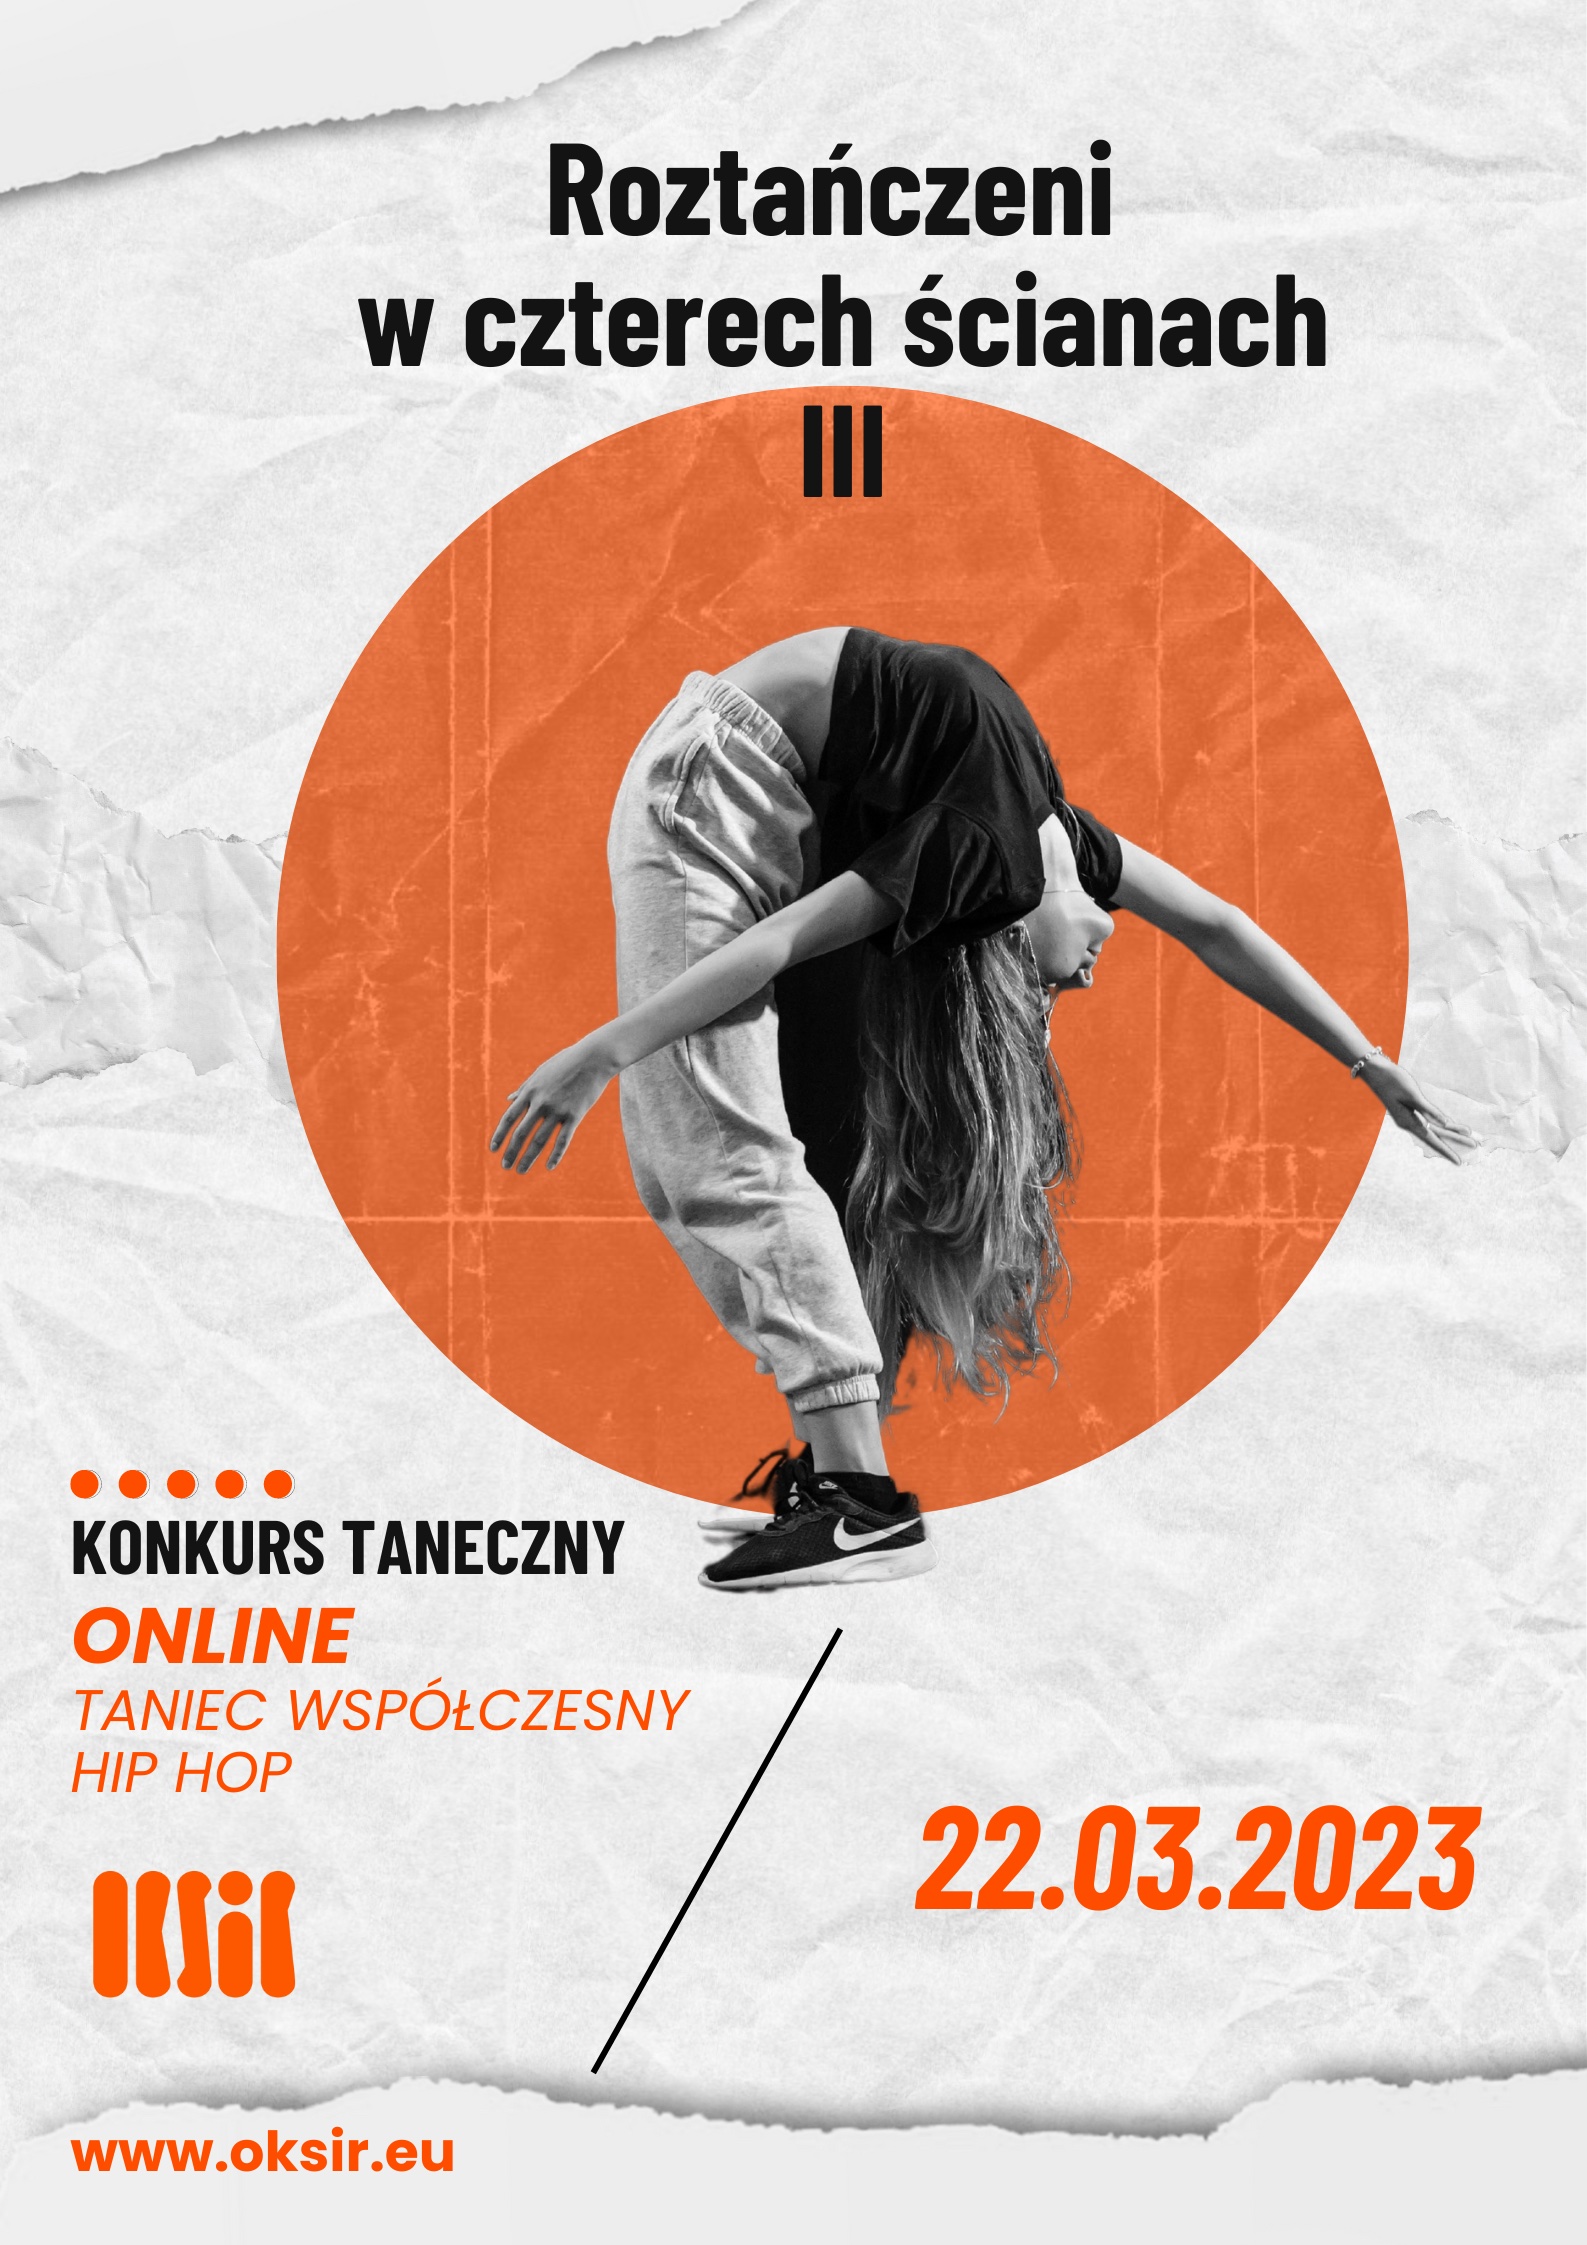 Roztańczeni
w czterech ścianach
III
KONKURS TANECZNY
ONLINE
TANIEC WSPÓŁCZESNY
HIP HOP
22.03.2023
www.oksir.eu